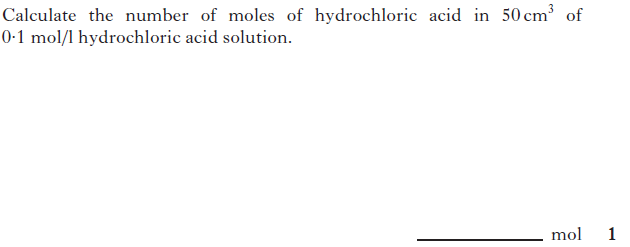 Calculate the number of moles of hydrochloric acid in 50 cm³ of
0·1 mol/l hydrochloric acid solution.
mol 1